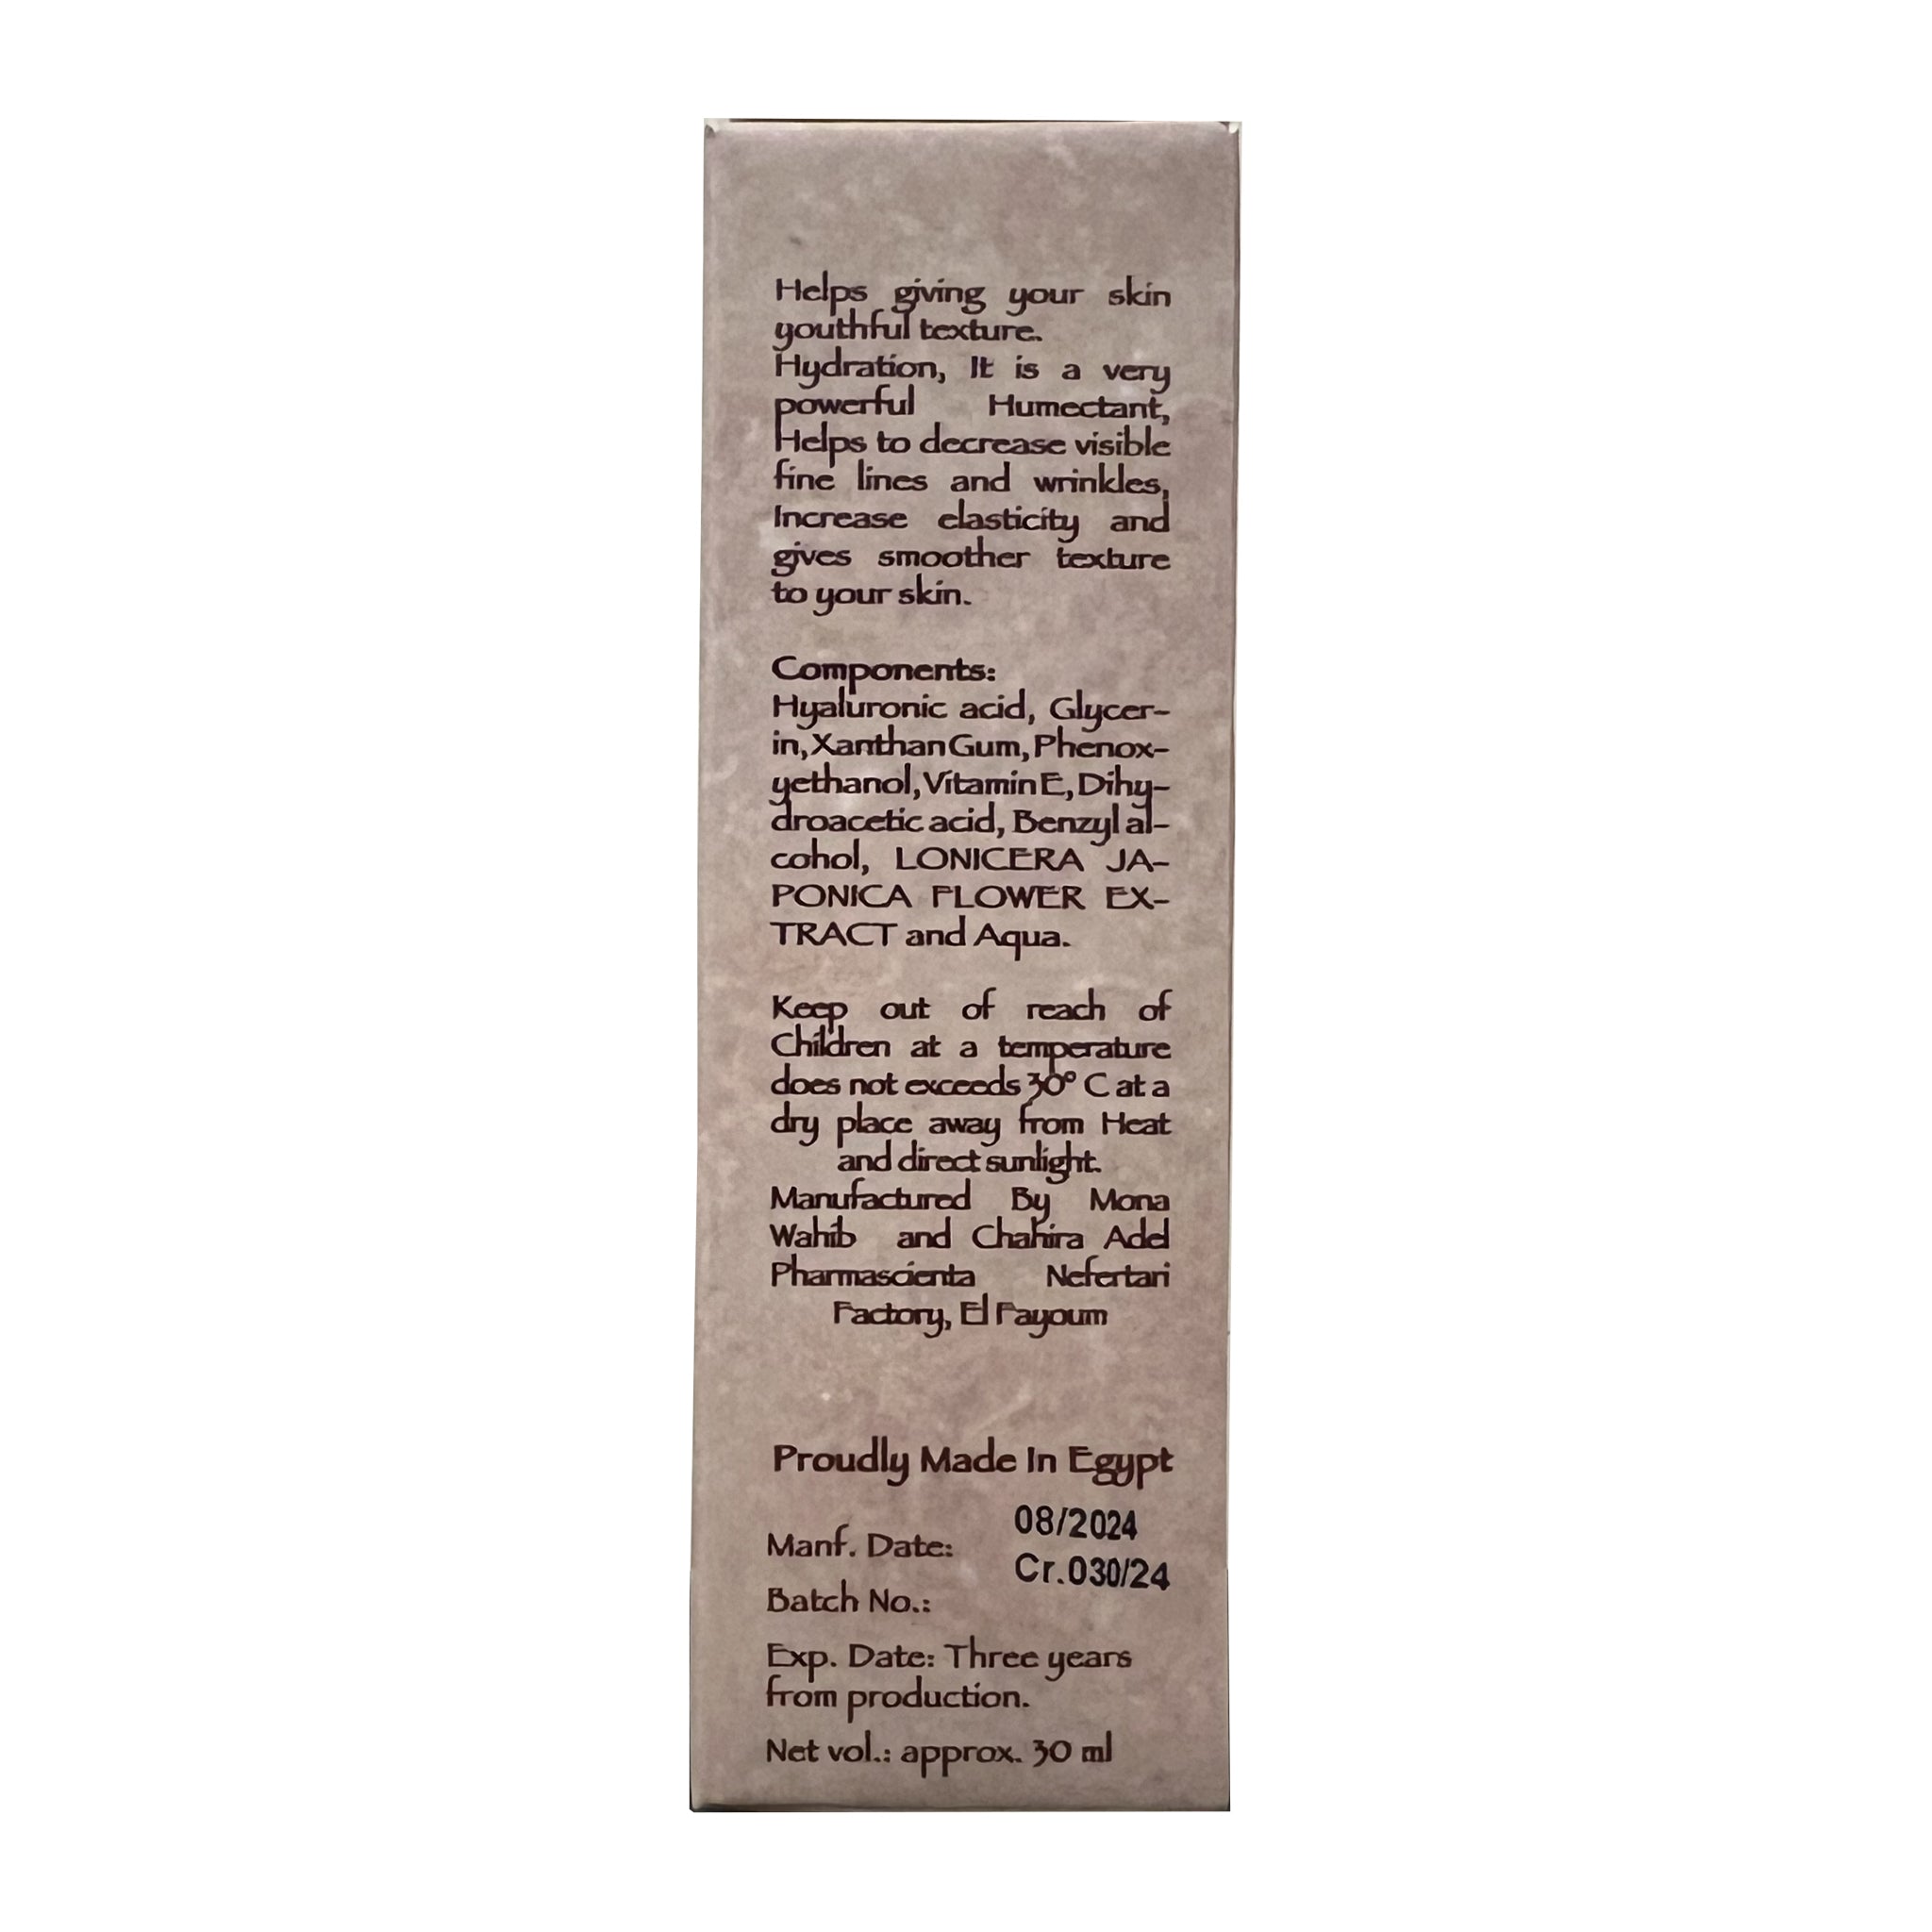 Helps giving your skin
youthful texture.
Hydration, It is a very
powerful Humectant,
Helps to decrease visible
fine lines and wrinkles,
Increase elasticity and
gives smoother texture
to your skin.
Components:
Hyaluronic acid, Glycer-
in, Xanthan Gum, Phenox-
yethanol, Vitamin E, Dihy-
droacetic acid, Benzyl al-
cohol, LONICERA JA-
PONICA FLOWER EX-
TRACT and Aqua.
Keep out of reach of
Children at a temperature
does not exceeds 30° C at a
dry place away from Heat
and direct sunlight.
Manufactured By Mona
Wahib and Chahira Adel
Pharmascienta Nefertari
Factory, El Fayoum
Proudly Made In Egypt
Manf. Date: 08/2024
Batch No.: Cr.030/24
Exp. Date: Three years
from production.
Net vol.: approx. 30 ml